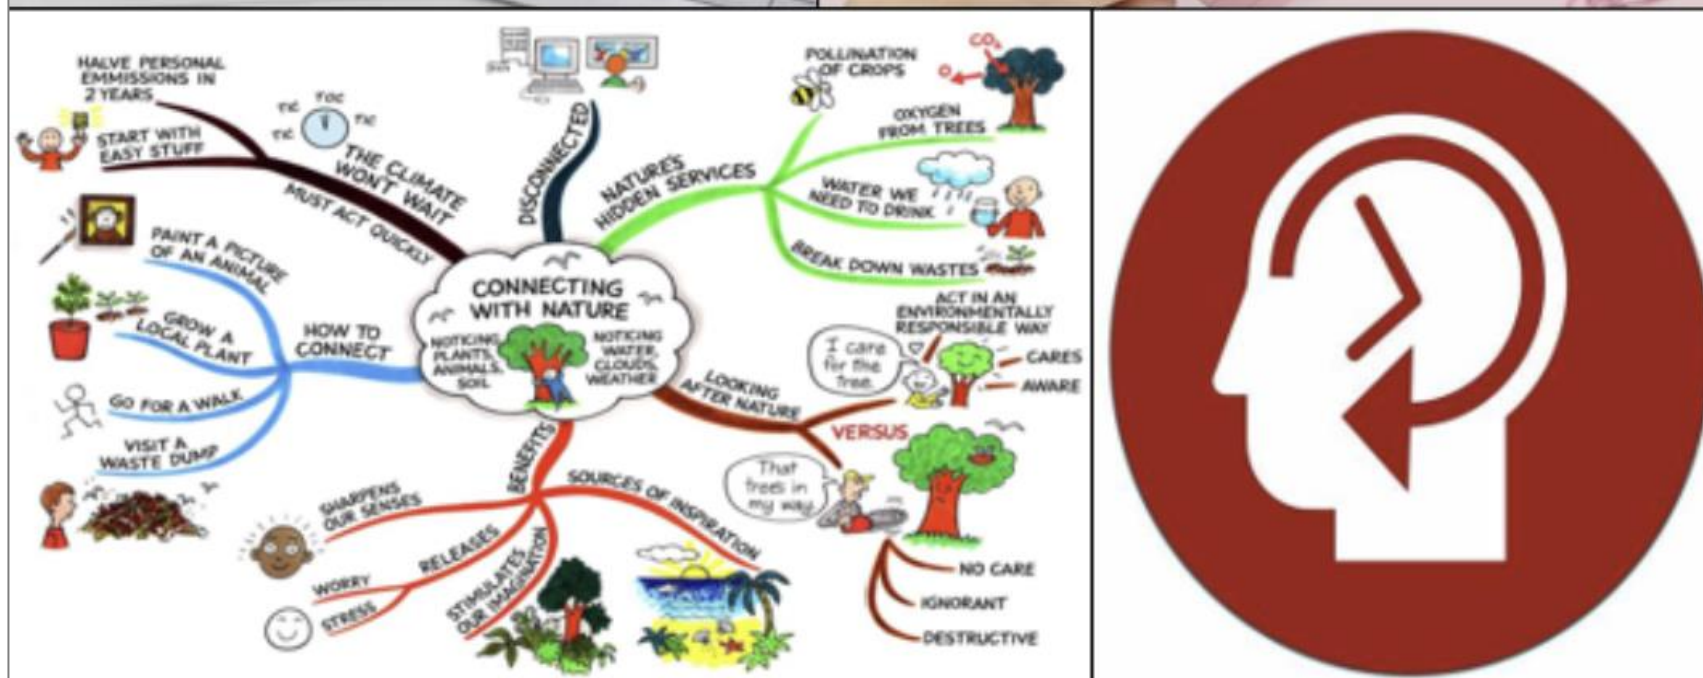 HALVE PERSONAL
EMMISSIONS IN
2 YEARS
START WITH
EASY STUFF
TIC
TOC
TIC
TIC
THE CLIMATE
WON'T WAIT
MUST ACT QUICKLY
DISCONNECTED
NATURE'S
HIDDEN SERVICES
POLLINATION
OF CROPS
CO₂
O
OXYGEN
FROM TREES
WATER WE
NEED TO DRINK
BREAK DOWN WASTES
CONNECTING
WITH NATURE
NOTICING
PLANTS,
ANIMALS,
SOIL
NOTICING
WATER,
CLOUDS,
WEATHER
HOW TO
CONNECT
PAINT A PICTURE
OF AN ANIMAL
GROW A
LOCAL PLANT
GO FOR A WALK
VISIT A
WASTE DUMP
LOOKING
AFTER NATURE
ACT IN AN
ENVIRONMENTALLY
RESPONSIBLE WAY
I care
for the
tree.
CARES
AWARE
VERSUS
That
trees in
my way.
NO CARE
IGNORANT
DESTRUCTIVE
BENEFITS
SHARPENS
OUR SENSES
RELEASES
WORRY
STRESS
STIMULATES
OUR IMAGINATION
SOURCES OF INSPIRATION